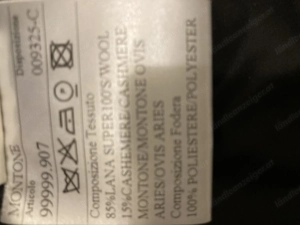 MONTONE
Articolo Disposizione
99999.907 009325-C
Composizione Tessuto
85%LANA SUPER100'S/WOOL
15%CASHEMERE/CASHMERE
MONTONE/MONTONE OVIS
ARIES/OVIS ARIES
Composizione Fodera
100% POLIESTERE/POLYESTER